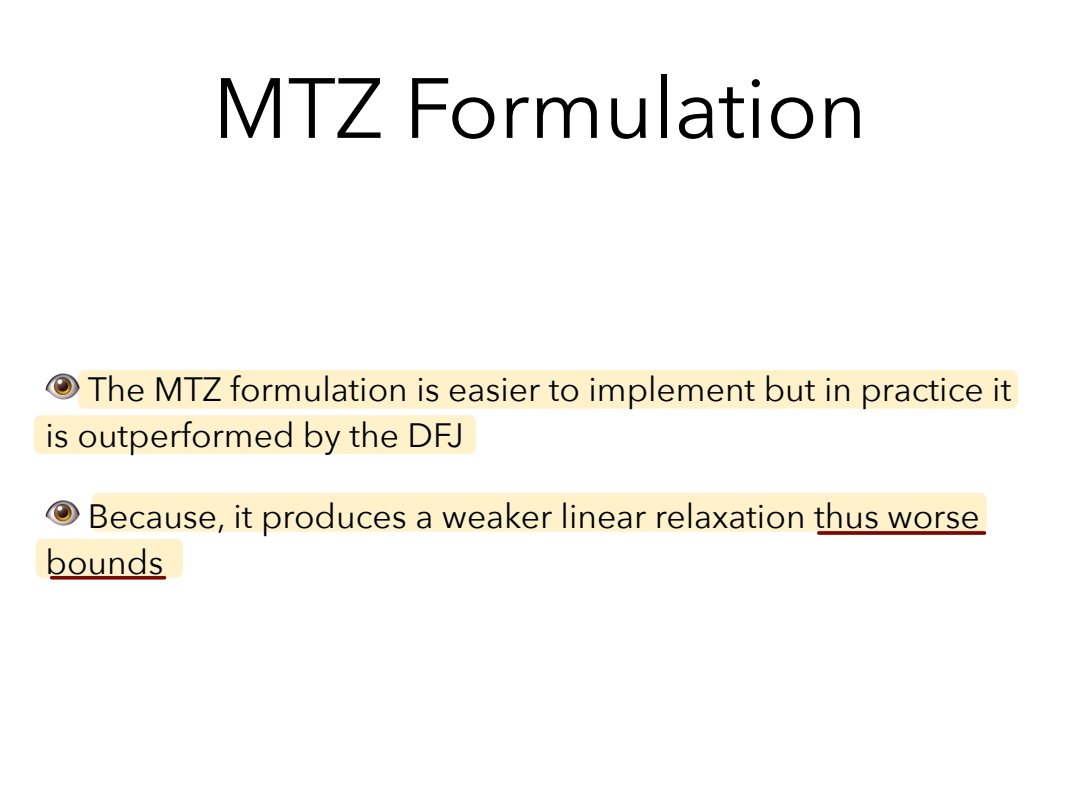 MTZ Formulation
👁 The MTZ formulation is easier to implement but in practice it
is outperformed by the DFJ
👁 Because, it produces a weaker linear relaxation thus worse
bounds